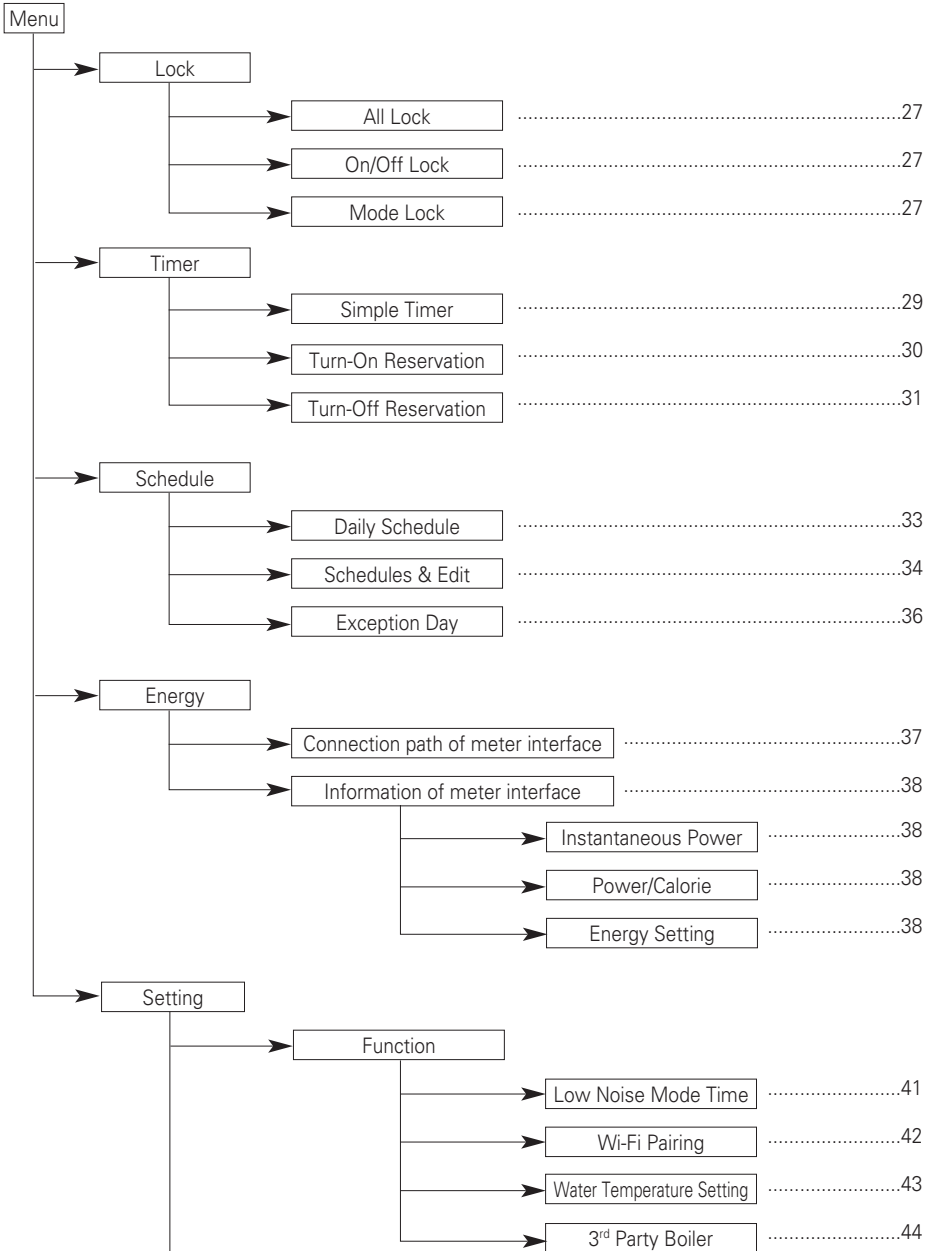 Menu
Lock
All Lock ....................................................................................27
On/Off Lock ....................................................................................27
Mode Lock ....................................................................................27
Timer
Simple Timer ....................................................................................29
Turn-On Reservation ....................................................................................30
Turn-Off Reservation ....................................................................................31
Schedule
Daily Schedule ....................................................................................33
Schedules & Edit ....................................................................................34
Exception Day ....................................................................................36
Energy
Connection path of meter interface ............................................................37
Information of meter interface ............................................................38
Instantaneous Power .............................38
Power/Calorie .............................38
Energy Setting .............................38
Setting
Function
Low Noise Mode Time .............................41
Wi-Fi Pairing .............................42
Water Temperature Setting .............................43
3rd Party Boiler .............................44